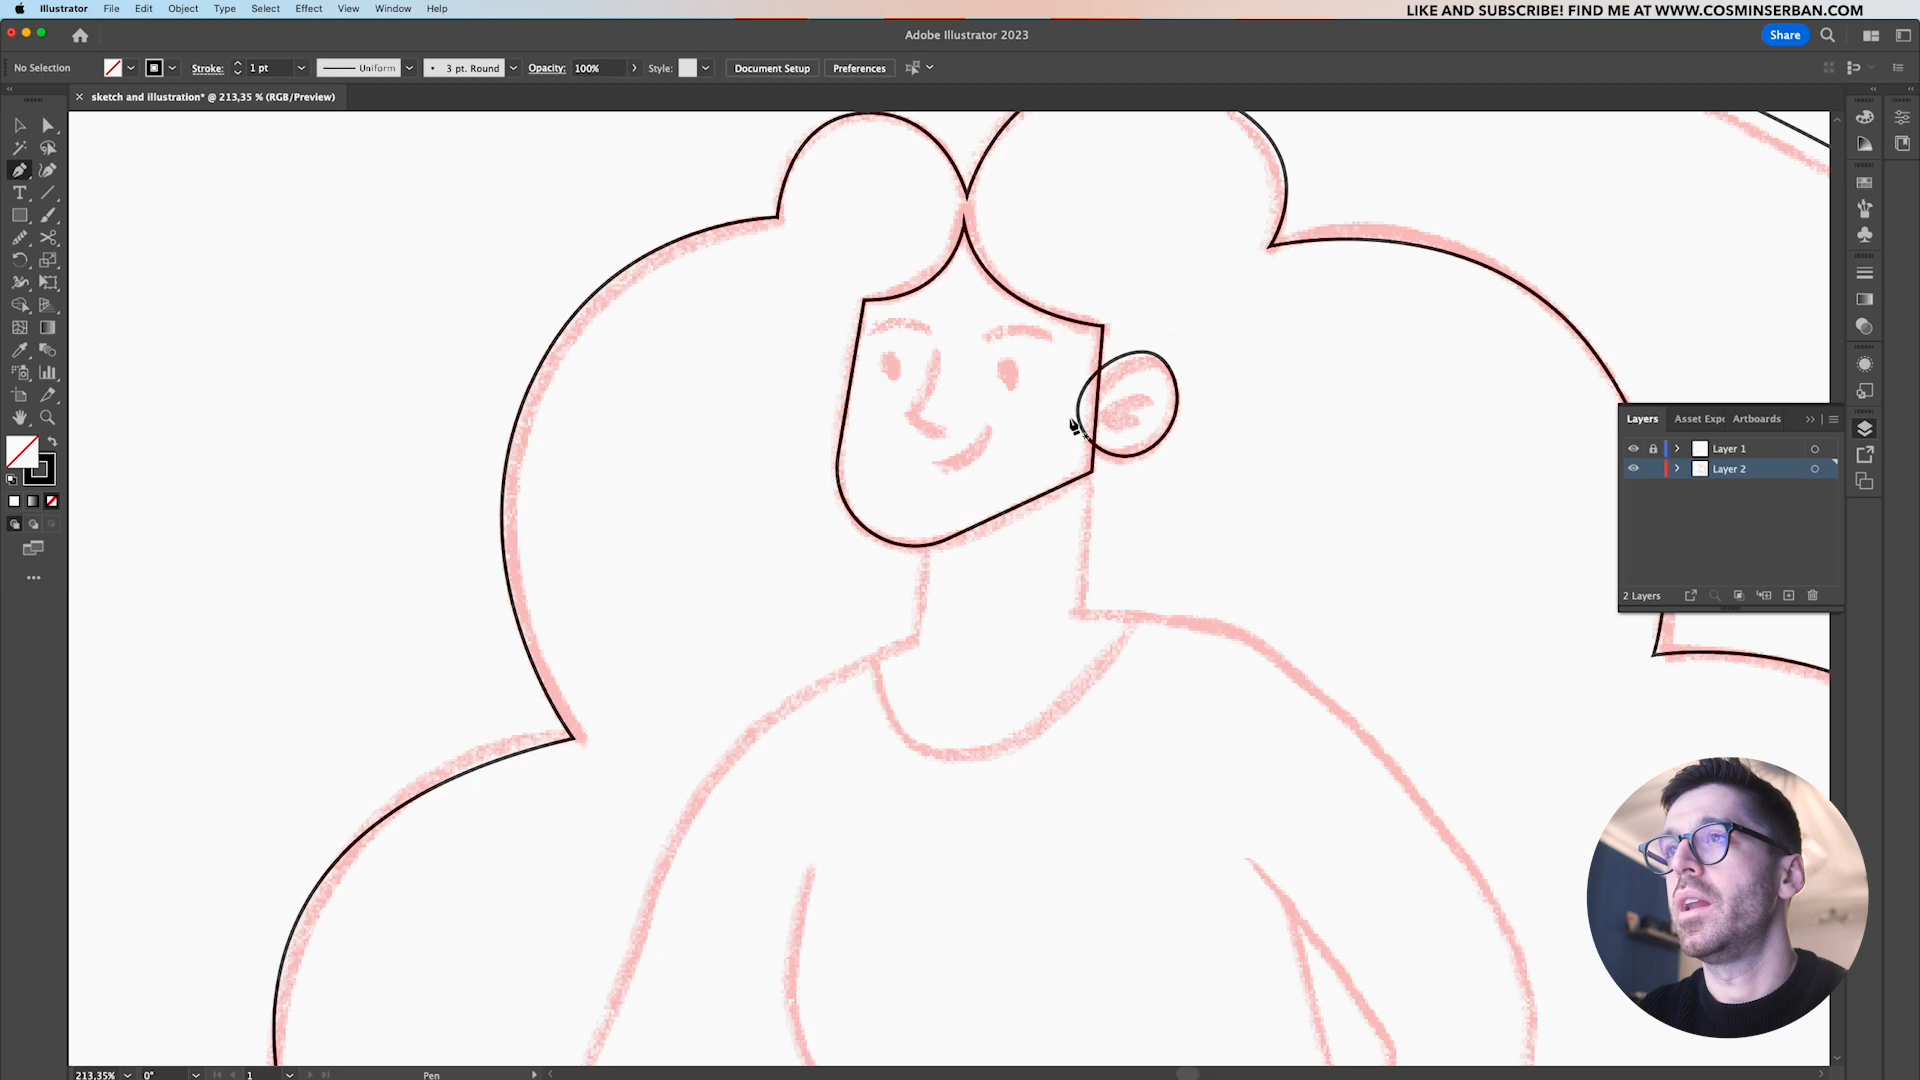 Illustrator File Edit Object Type Select Effect View Window Help
LIKE AND SUBSCRIBE! FIND ME AT WWW.COSMINSERBAN.COM
Adobe Illustrator 2023
Share
No Selection Stroke: 1 pt Uniform • 3 pt. Round Opacity: 100% Style: Document Setup Preferences
× sketch and illustration* @ 213,35 % (RGB/Preview)
Layers Asset Expo Artboards
Layer 1
Layer 2
2 Layers
213,35% 0° 1 Pen